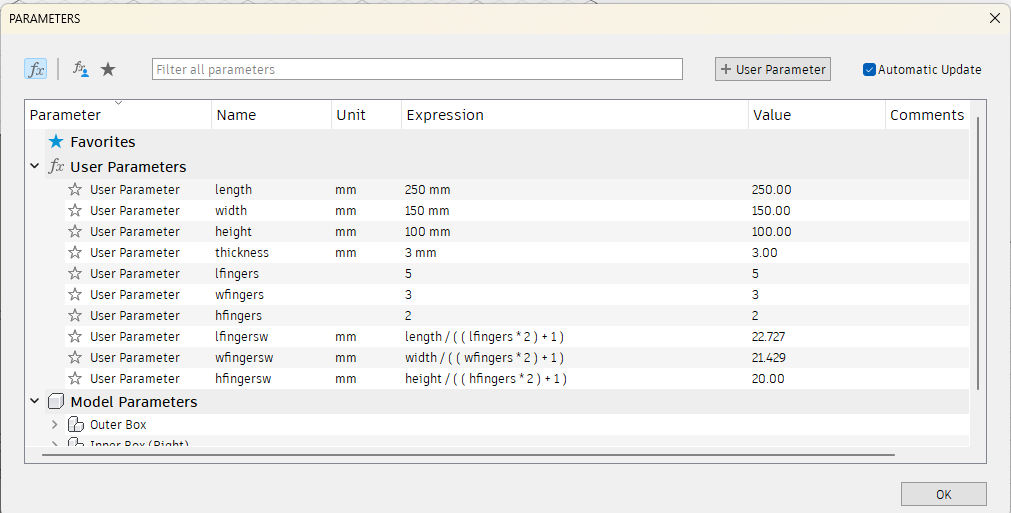 PARAMETERS
fx fx Filter all parameters + User Parameter Automatic Update
Parameter Name Unit Expression Value Comments
Favorites
fx User Parameters
User Parameter length mm 250 mm 250.00
User Parameter width mm 150 mm 150.00
User Parameter height mm 100 mm 100.00
User Parameter thickness mm 3 mm 3.00
User Parameter lfingers 5 5
User Parameter wfingers 3 3
User Parameter hfingers 2 2
User Parameter lfingersw mm length / ( ( lfingers * 2 ) + 1 ) 22.727
User Parameter wfingersw mm width / ( ( wfingers * 2 ) + 1 ) 21.429
User Parameter hfingersw mm height / ( ( hfingers * 2 ) + 1 ) 20.00
Model Parameters
Outer Box
Inner Box (Right)
OK